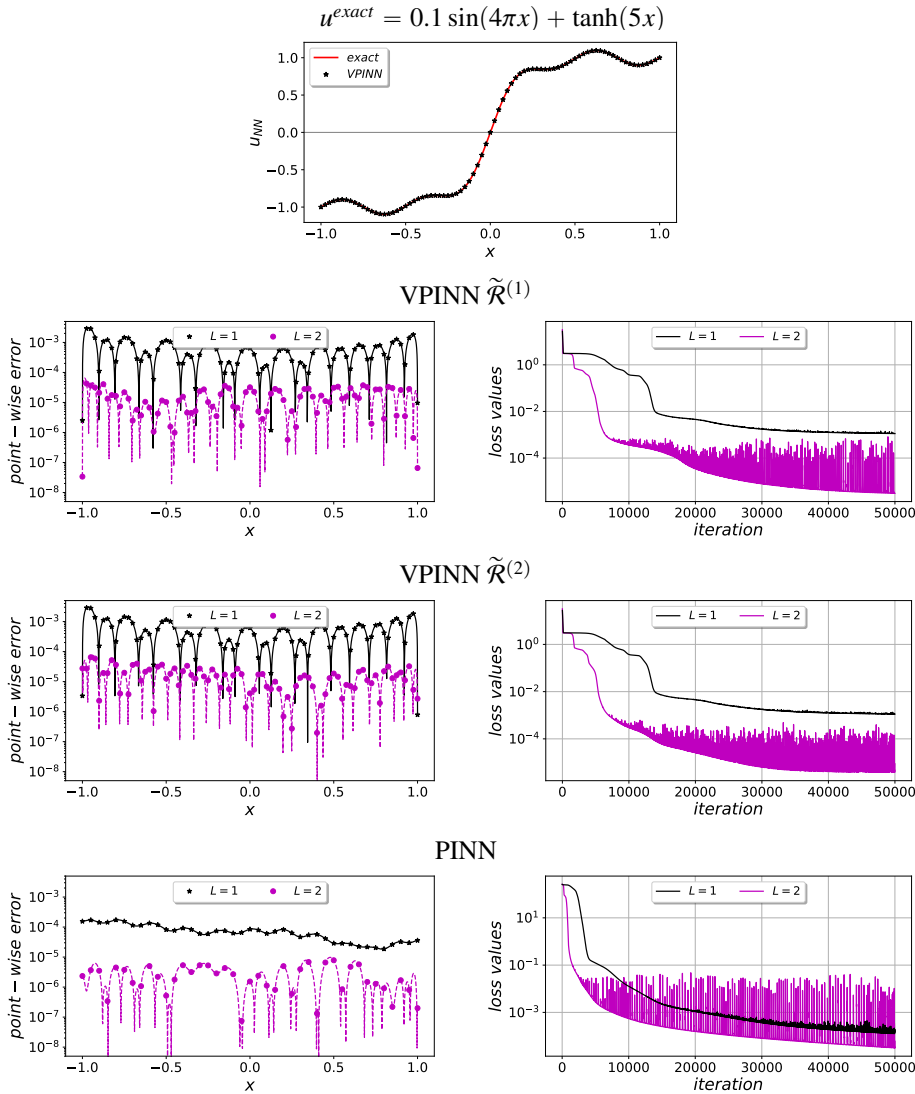 u^{exact} = 0.1 sin(4πx) + tanh(5x)
exact
VPINN
u_{NN}
1.0
0.5
0.0
−0.5
−1.0
−1.0 −0.5 0.0 0.5 1.0
x
VPINN R̃^{(1)}
L = 1 L = 2
point − wise error
10^{−3}
10^{−4}
10^{−5}
10^{−6}
10^{−7}
10^{−8}
−1.0 −0.5 0.0 0.5 1.0
x
L = 1 L = 2
loss values
10^{0}
10^{−2}
10^{−4}
0 10000 20000 30000 40000 50000
iteration
VPINN R̃^{(2)}
L = 1 L = 2
point − wise error
10^{−3}
10^{−4}
10^{−5}
10^{−6}
10^{−7}
10^{−8}
−1.0 −0.5 0.0 0.5 1.0
x
L = 1 L = 2
loss values
10^{0}
10^{−2}
10^{−4}
0 10000 20000 30000 40000 50000
iteration
PINN
L = 1 L = 2
point − wise error
10^{−3}
10^{−4}
10^{−5}
10^{−6}
10^{−7}
10^{−8}
−1.0 −0.5 0.0 0.5 1.0
x
L = 1 L = 2
loss values
10^{1}
10^{−1}
10^{−3}
0 10000 20000 30000 40000 50000
iteration